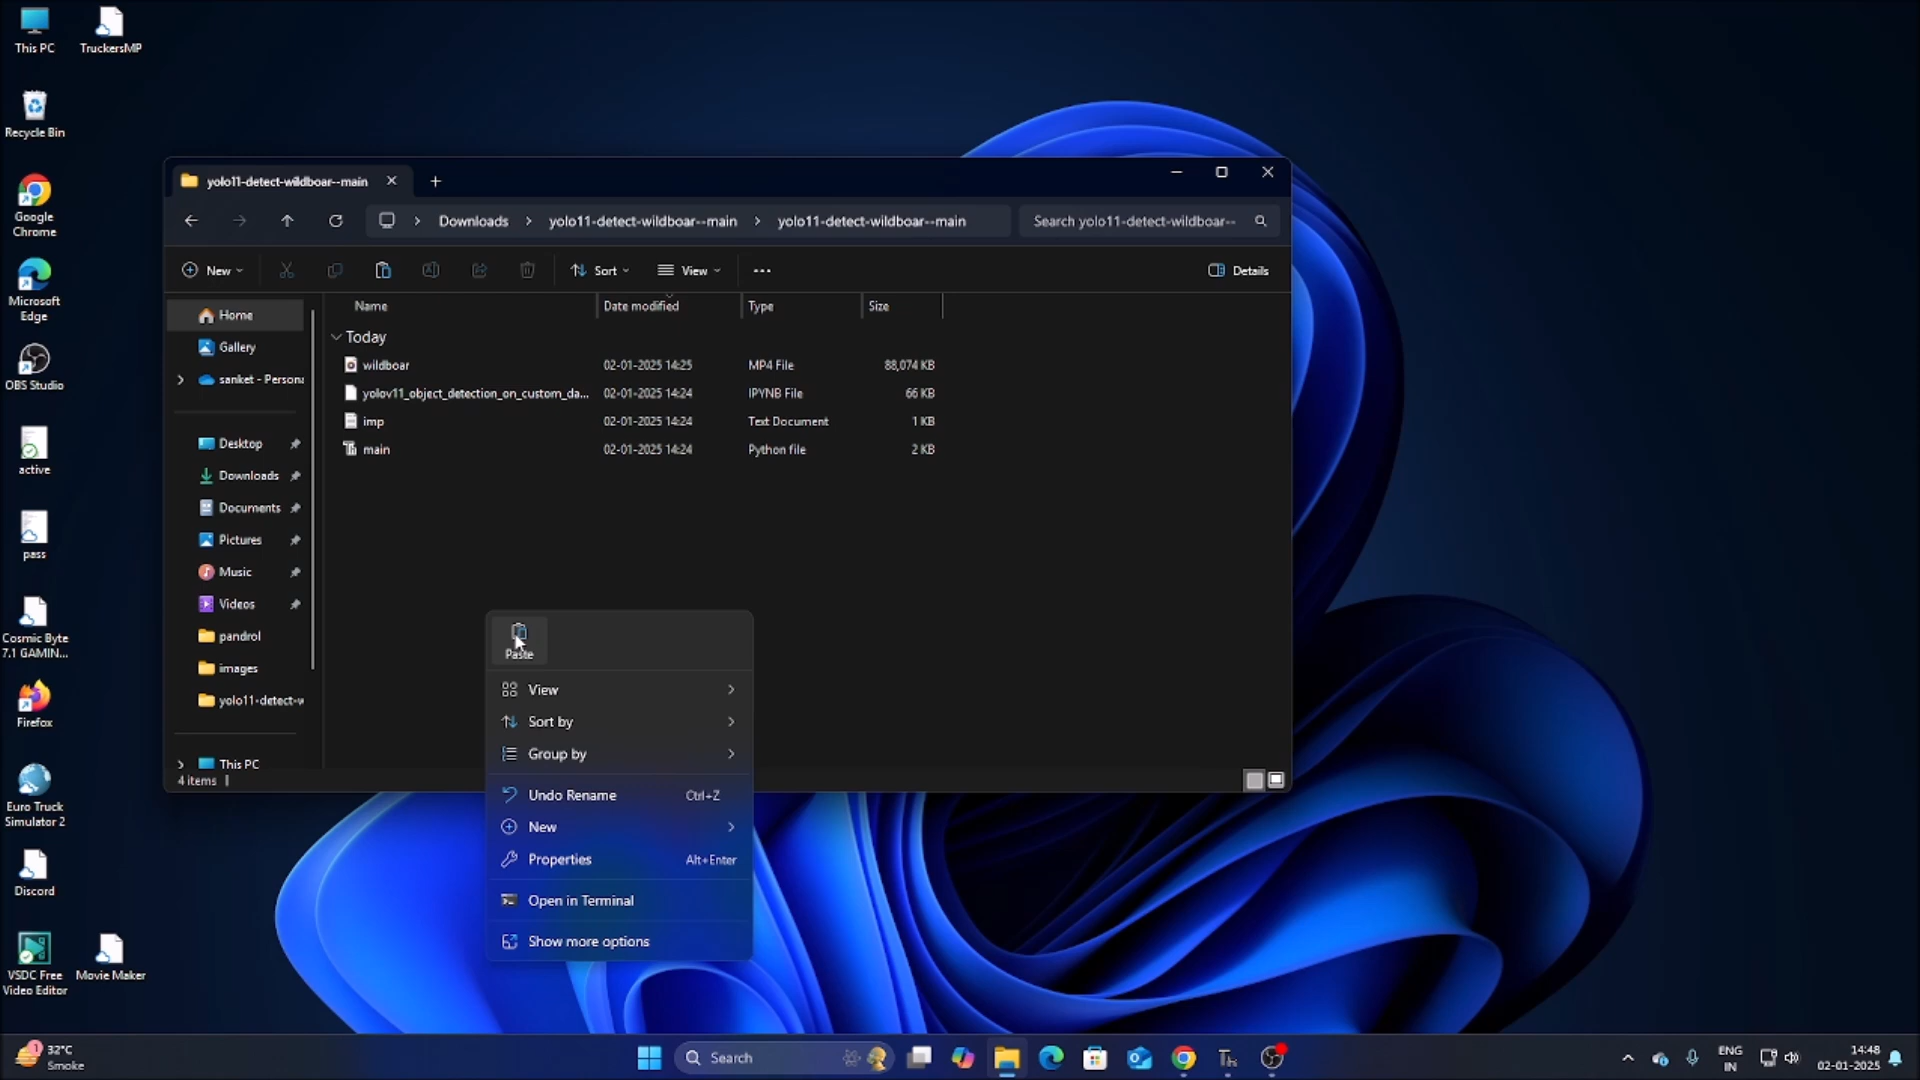 This PC
TruckersMP
Recycle Bin
Google
Chrome
Microsoft
Edge
OBS Studio
active
pass
Cosmic Byte
7.1 GAMIN...
Firefox
Euro Truck
Simulator 2
Discord
VSDC Free
Video Editor
Movie Maker
yolo11-detect-wildboar--main
Downloads
yolo11-detect-wildboar--main
yolo11-detect-wildboar--main
Search yolo11-detect-wildboar--
New
Sort
View
Details
Home
Gallery
sanket - Persona
Desktop
Downloads
Documents
Pictures
Music
Videos
pandrol
images
yolo11-detect-w
This PC
4 items
Name Date modified Type Size
Today
wildboar 02-01-2025 14:25 MP4 File 88,074 KB
yolov11_object_detection_on_custom_da... 02-01-2025 14:24 IPYNB File 66 KB
imp 02-01-2025 14:24 Text Document 1 KB
main 02-01-2025 14:24 Python file 2 KB
Paste
View
Sort by
Group by
Undo Rename Ctrl+Z
New
Properties Alt+Enter
Open in Terminal
Show more options
1
32°C
Smoke
Search
ENG
IN
14:48
02-01-2025